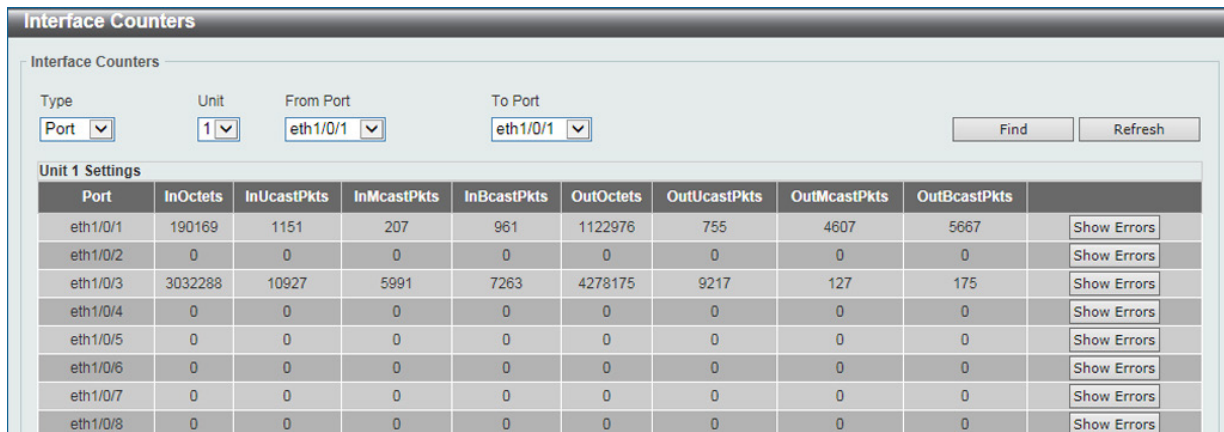 Interface Counters
Interface Counters
Type Unit From Port To Port
Port 1 eth1/0/1 eth1/0/1 Find Refresh
Unit 1 Settings
Port InOctets InUcastPkts InMcastPkts InBcastPkts OutOctets OutUcastPkts OutMcastPkts OutBcastPkts
eth1/0/1 190169 1151 207 961 1122976 755 4607 5667 Show Errors
eth1/0/2 0 0 0 0 0 0 0 0 Show Errors
eth1/0/3 3032288 10927 5991 7263 4278175 9217 127 175 Show Errors
eth1/0/4 0 0 0 0 0 0 0 0 Show Errors
eth1/0/5 0 0 0 0 0 0 0 0 Show Errors
eth1/0/6 0 0 0 0 0 0 0 0 Show Errors
eth1/0/7 0 0 0 0 0 0 0 0 Show Errors
eth1/0/8 0 0 0 0 0 0 0 0 Show Errors